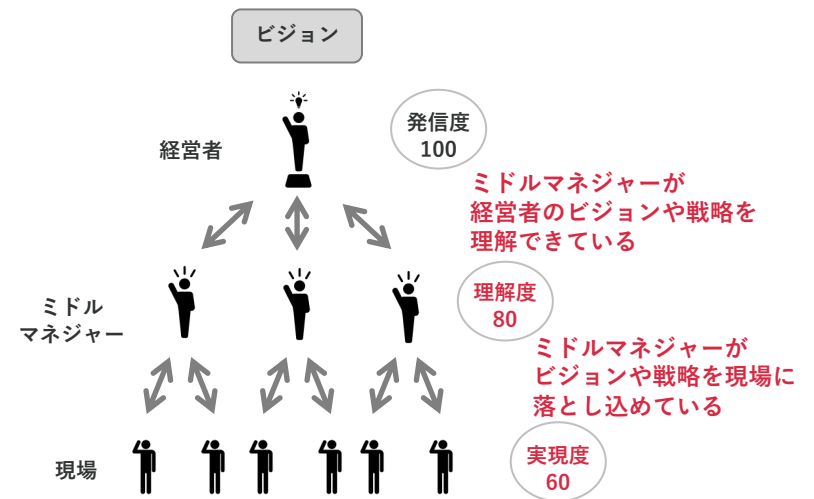 ビジョン
経営者
発信度
100
ミドルマネジャーが
経営者のビジョンや戦略を
理解できている
ミドル
マネジャー
理解度
80
ミドルマネジャーが
ビジョンや戦略を現場に
落とし込めている
現場
実現度
60